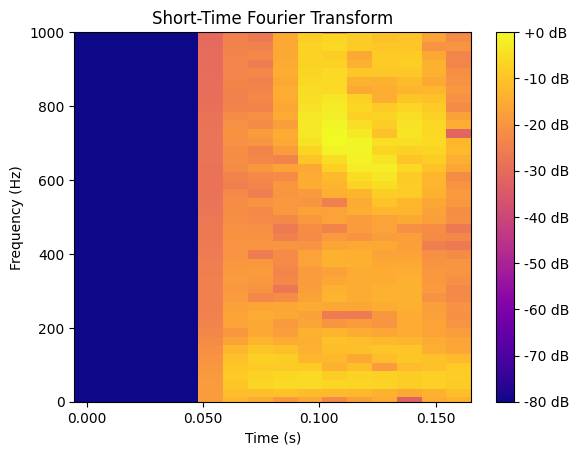 Short-Time Fourier Transform
1000
800
600
400
200
0
Frequency (Hz)
0.000
0.050
0.100
0.150
Time (s)
+0 dB
-10 dB
-20 dB
-30 dB
-40 dB
-50 dB
-60 dB
-70 dB
-80 dB